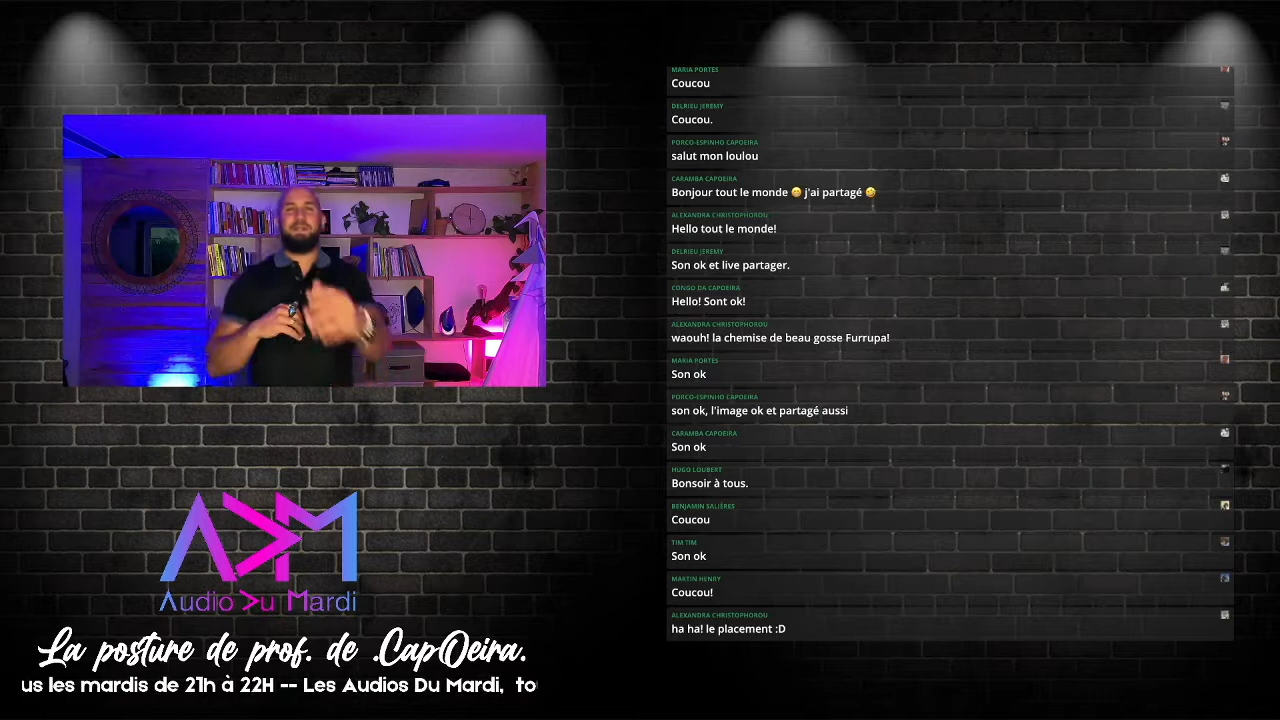 MARIA PORTES
Coucou
DELRIEU JEREMY
Coucou.
PORCO-ESPINHO CAPOEIRA
salut mon loulou
CARAMBA CAPOEIRA
Bonjour tout le monde 😁 j'ai partagé 😁
ALEXANDRA CHRISTOPHOROU
Hello tout le monde!
DELRIEU JEREMY
Son ok et live partager.
CONGO DA CAPOEIRA
Hello! Sont ok!
ALEXANDRA CHRISTOPHOROU
waouh! la chemise de beau gosse Furrupa!
MARIA PORTES
Son ok
PORCO-ESPINHO CAPOEIRA
son ok, l'image ok et partagé aussi
CARAMBA CAPOEIRA
Son ok
HUGO LOUBERT
Bonsoir à tous.
BENJAMIN SALIÈRES
Coucou
TIM TIM
Son ok
MARTIN HENRY
Coucou!
ALEXANDRA CHRISTOPHOROU
ha ha! le placement :D
ADM
Audio Du Mardi
La posture de prof. de .CapOeira.
us les mardis de 21h à 22H -- Les Audios Du Mardi, to